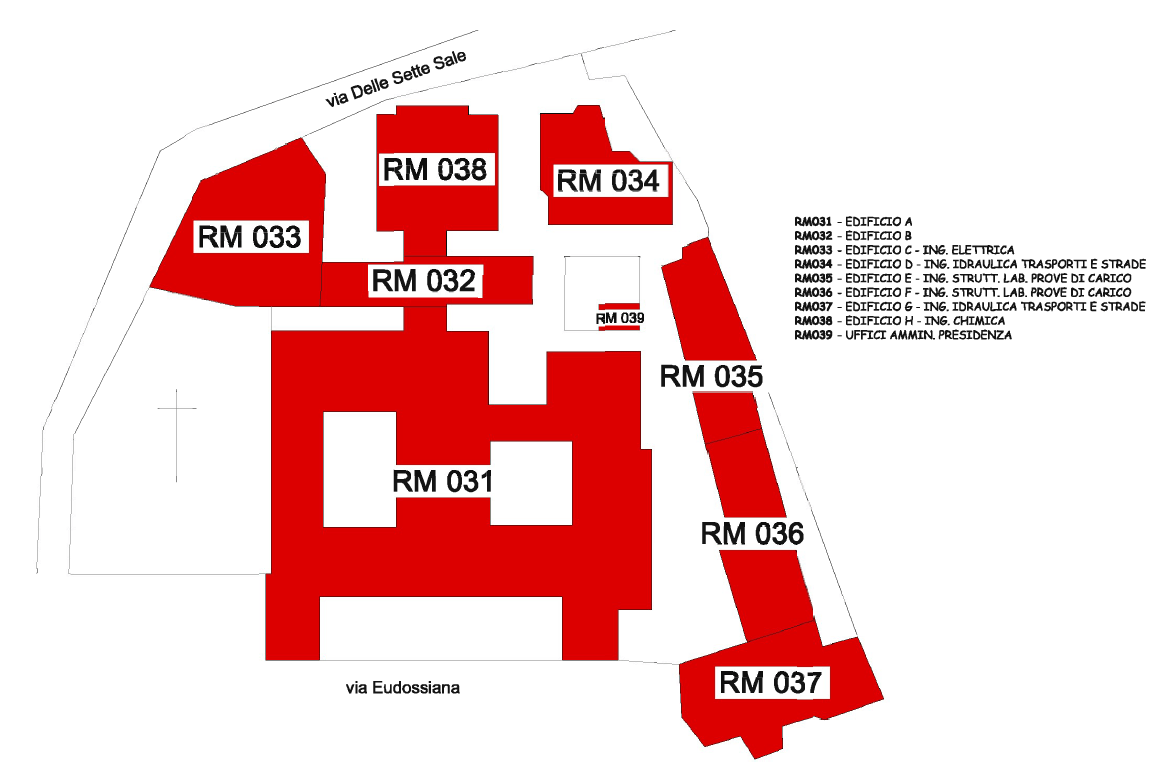 via Delle Sette Sale
RM 038
RM 034
RM 033
RM 032
RM 039
RM 035
RM 031
RM 036
RM 037
via Eudossiana
RM031 - EDIFICIO A
RM032 - EDIFICIO B
RM033 - EDIFICIO C - ING. ELETTRICA
RM034 - EDIFICIO D - ING. IDRAULICA TRASPORTI E STRADE
RM035 - EDIFICIO E - ING. STRUTT. LAB. PROVE DI CARICO
RM036 - EDIFICIO F - ING. STRUTT. LAB. PROVE DI CARICO
RM037 - EDIFICIO G - ING. IDRAULICA TRASPORTI E STRADE
RM038 - EDIFICIO H - ING. CHIMICA
RM039 - UFFICI AMMIN. PRESIDENZA